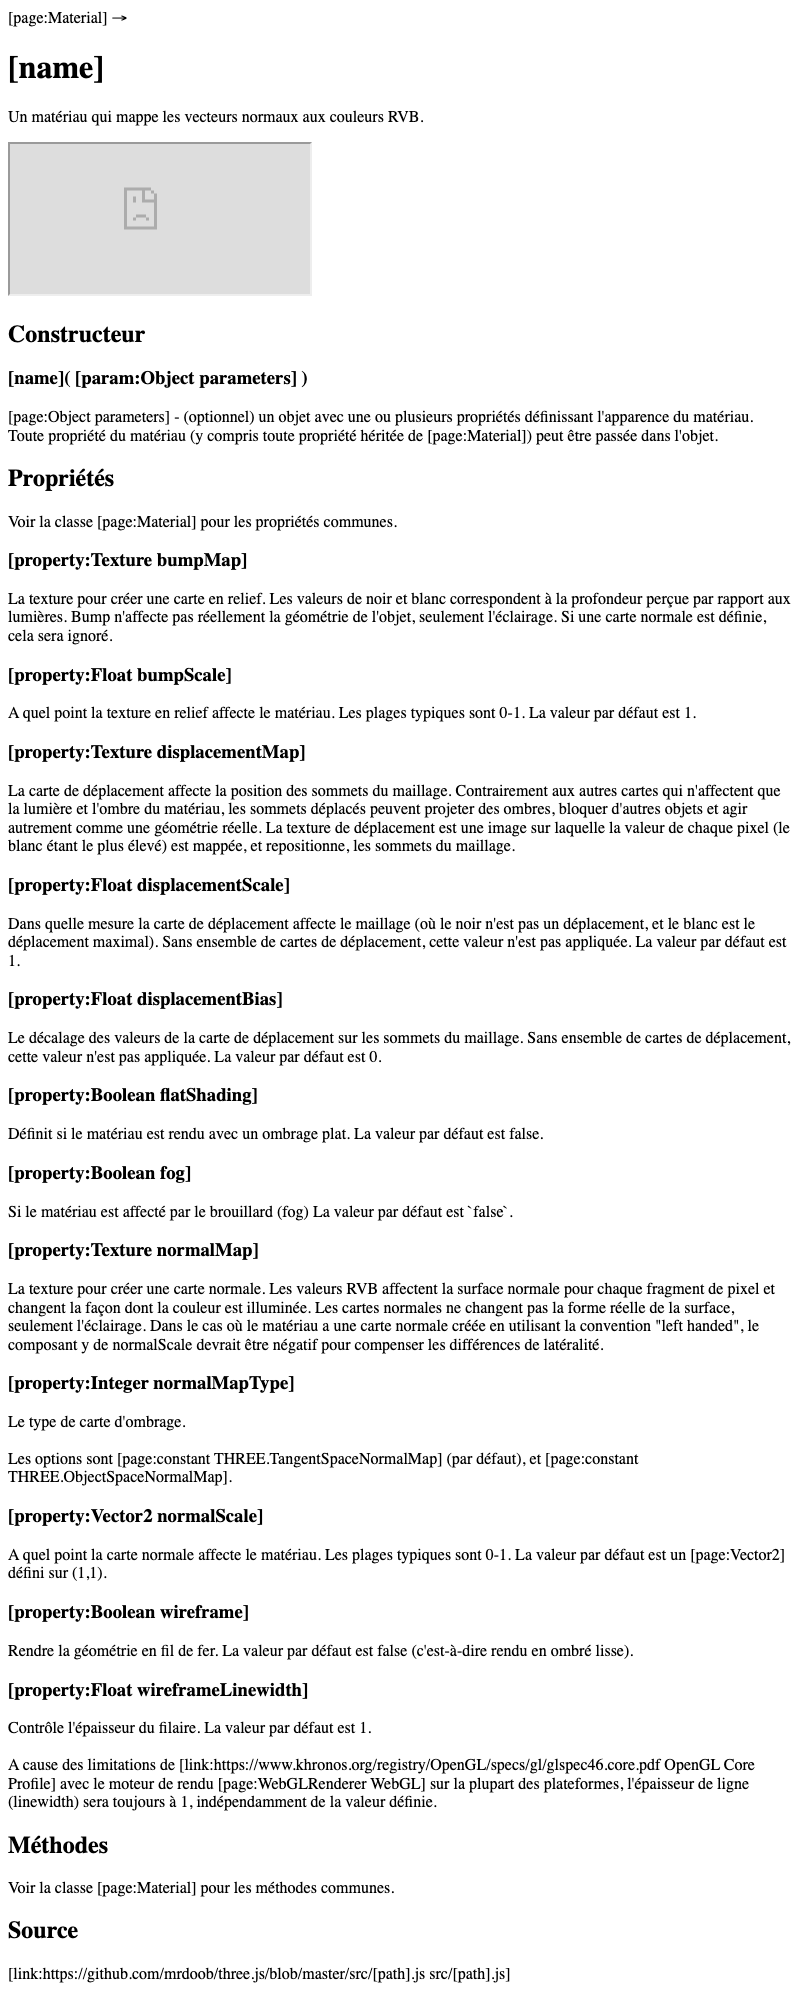 [page:Material] →
[name]
Un matériau qui mappe les vecteurs normaux aux couleurs RVB.
Constructeur
[name]( [param:Object parameters] )
[page:Object parameters] - (optionnel) un objet avec une ou plusieurs propriétés définissant l'apparence du matériau.
Toute propriété du matériau (y compris toute propriété héritée de [page:Material]) peut être passée dans l'objet.
Propriétés
Voir la classe [page:Material] pour les propriétés communes.
[property:Texture bumpMap]
La texture pour créer une carte en relief. Les valeurs de noir et blanc correspondent à la profondeur perçue par rapport aux
lumières. Bump n'affecte pas réellement la géométrie de l'objet, seulement l'éclairage. Si une carte normale est définie,
cela sera ignoré.
[property:Float bumpScale]
A quel point la texture en relief affecte le matériau. Les plages typiques sont 0-1. La valeur par défaut est 1.
[property:Texture displacementMap]
La carte de déplacement affecte la position des sommets du maillage. Contrairement aux autres cartes qui n'affectent que
la lumière et l'ombre du matériau, les sommets déplacés peuvent projeter des ombres, bloquer d'autres objets et agir
autrement comme une géométrie réelle. La texture de déplacement est une image sur laquelle la valeur de chaque pixel (le
blanc étant le plus élevé) est mappée, et repositionne, les sommets du maillage.
[property:Float displacementScale]
Dans quelle mesure la carte de déplacement affecte le maillage (où le noir n'est pas un déplacement, et le blanc est le
déplacement maximal). Sans ensemble de cartes de déplacement, cette valeur n'est pas appliquée. La valeur par défaut est
1.
[property:Float displacementBias]
Le décalage des valeurs de la carte de déplacement sur les sommets du maillage. Sans ensemble de cartes de déplacement,
cette valeur n'est pas appliquée. La valeur par défaut est 0.
[property:Boolean flatShading]
Définit si le matériau est rendu avec un ombrage plat. La valeur par défaut est false.
[property:Boolean fog]
Si le matériau est affecté par le brouillard (fog) La valeur par défaut est `false`.
[property:Texture normalMap]
La texture pour créer une carte normale. Les valeurs RVB affectent la surface normale pour chaque fragment de pixel et
changent la façon dont la couleur est illuminée. Les cartes normales ne changent pas la forme réelle de la surface,
seulement l'éclairage. Dans le cas où le matériau a une carte normale créée en utilisant la convention "left handed", le
composant y de normalScale devrait être négatif pour compenser les différences de latéralité.
[property:Integer normalMapType]
Le type de carte d'ombrage.
Les options sont [page:constant THREE.TangentSpaceNormalMap] (par défaut), et [page:constant
THREE.ObjectSpaceNormalMap].
[property:Vector2 normalScale]
A quel point la carte normale affecte le matériau. Les plages typiques sont 0-1. La valeur par défaut est un [page:Vector2]
défini sur (1,1).
[property:Boolean wireframe]
Rendre la géométrie en fil de fer. La valeur par défaut est false (c'est-à-dire rendu en ombré lisse).
[property:Float wireframeLinewidth]
Contrôle l'épaisseur du filaire. La valeur par défaut est 1.
A cause des limitations de [link:https://www.khronos.org/registry/OpenGL/specs/gl/glspec46.core.pdf OpenGL Core
Profile] avec le moteur de rendu [page:WebGLRenderer WebGL] sur la plupart des plateformes, l'épaisseur de ligne
(linewidth) sera toujours à 1, indépendamment de la valeur définie.
Méthodes
Voir la classe [page:Material] pour les méthodes communes.
Source
[link:https://github.com/mrdoob/three.js/blob/master/src/[path].js src/[path].js]